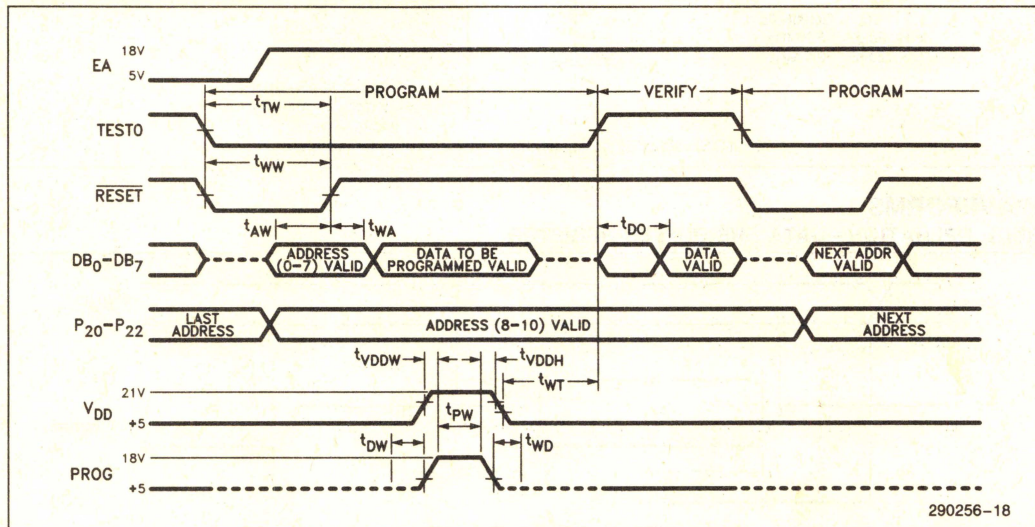 18V
EA
5V
PROGRAM
VERIFY
PROGRAM
tTW
TEST0
tWW
RESET
tAW
tWA
tDO
DB0-DB7
ADDRESS
(0-7) VALID
DATA TO BE
PROGRAMMED VALID
DATA
VALID
NEXT ADDR
VALID
P20-P22
LAST
ADDRESS
ADDRESS (8-10) VALID
NEXT
ADDRESS
tVDDW
tVDDH
tWT
21V
VDD
+5
tPW
tDW
tWD
18V
PROG
+5
290256-18